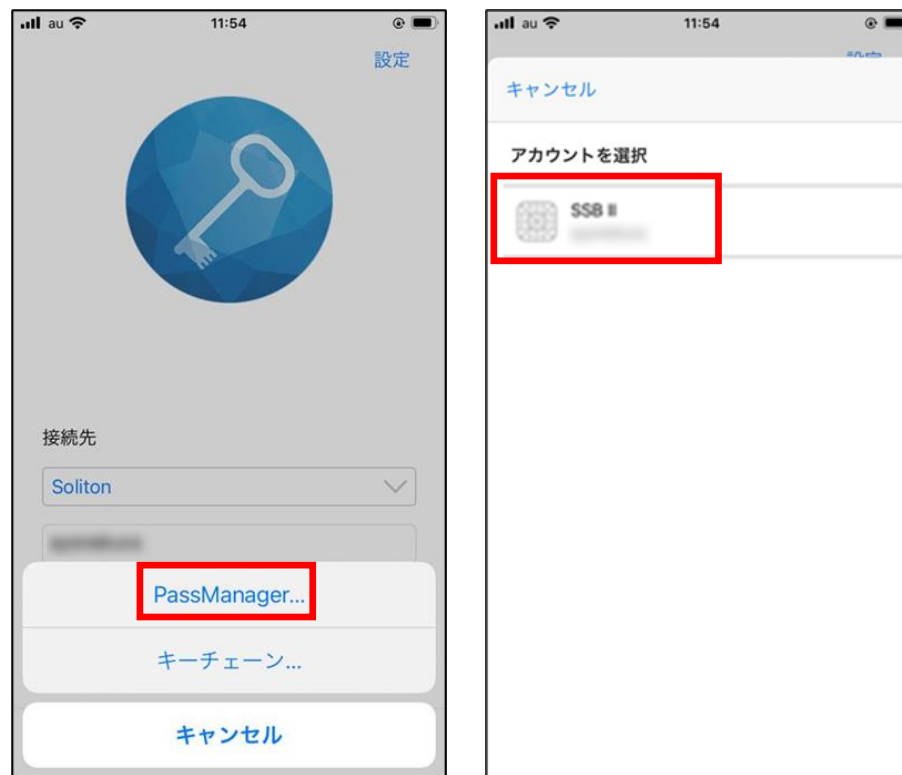 au
11:54
設定
接続先
Soliton
PassManager...
キーチェーン...
キャンセル
au
11:54
キャンセル
アカウントを選択
SSB II